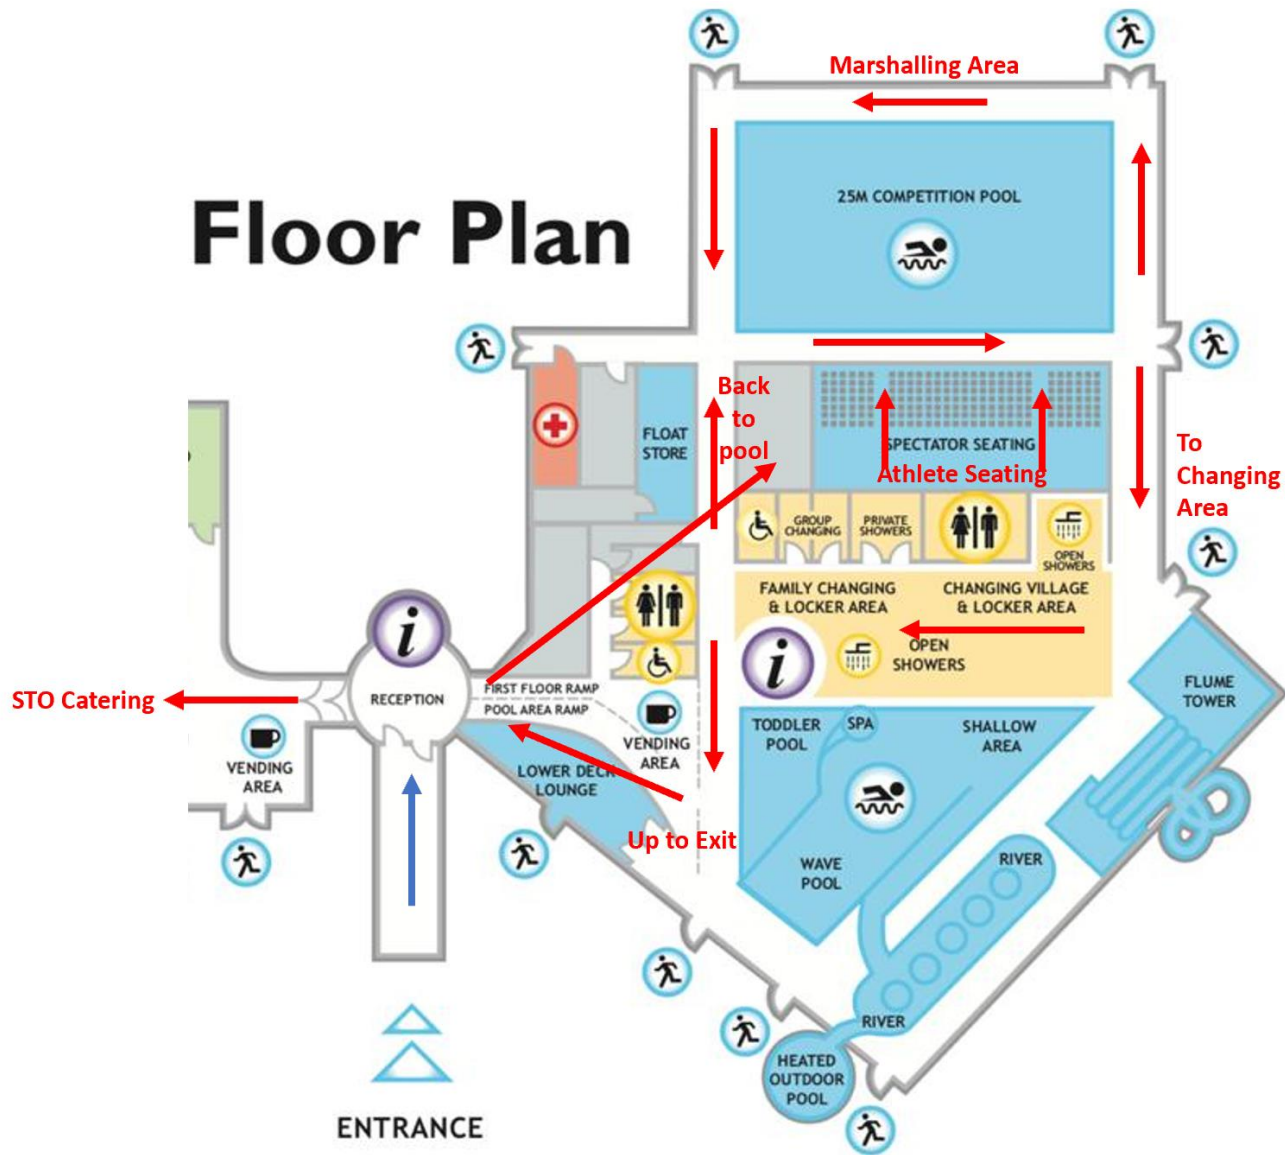 Marshalling Area
25M COMPETITION POOL
Floor Plan
Back
to
pool
FLOAT
STORE
SPECTATOR SEATING
Athlete Seating
To
Changing
Area
GROUP
CHANGING
PRIVATE
SHOWERS
OPEN
SHOWERS
FAMILY CHANGING
& LOCKER AREA
CHANGING VILLAGE
& LOCKER AREA
i
i
OPEN
SHOWERS
STO Catering
RECEPTION
FIRST FLOOR RAMP
POOL AREA RAMP
FLUME
TOWER
TODDLER
POOL
SPA
SHALLOW
AREA
VENDING
AREA
VENDING
AREA
LOWER DECK
LOUNGE
Up to Exit
WAVE
POOL
RIVER
RIVER
HEATED
OUTDOOR
POOL
ENTRANCE